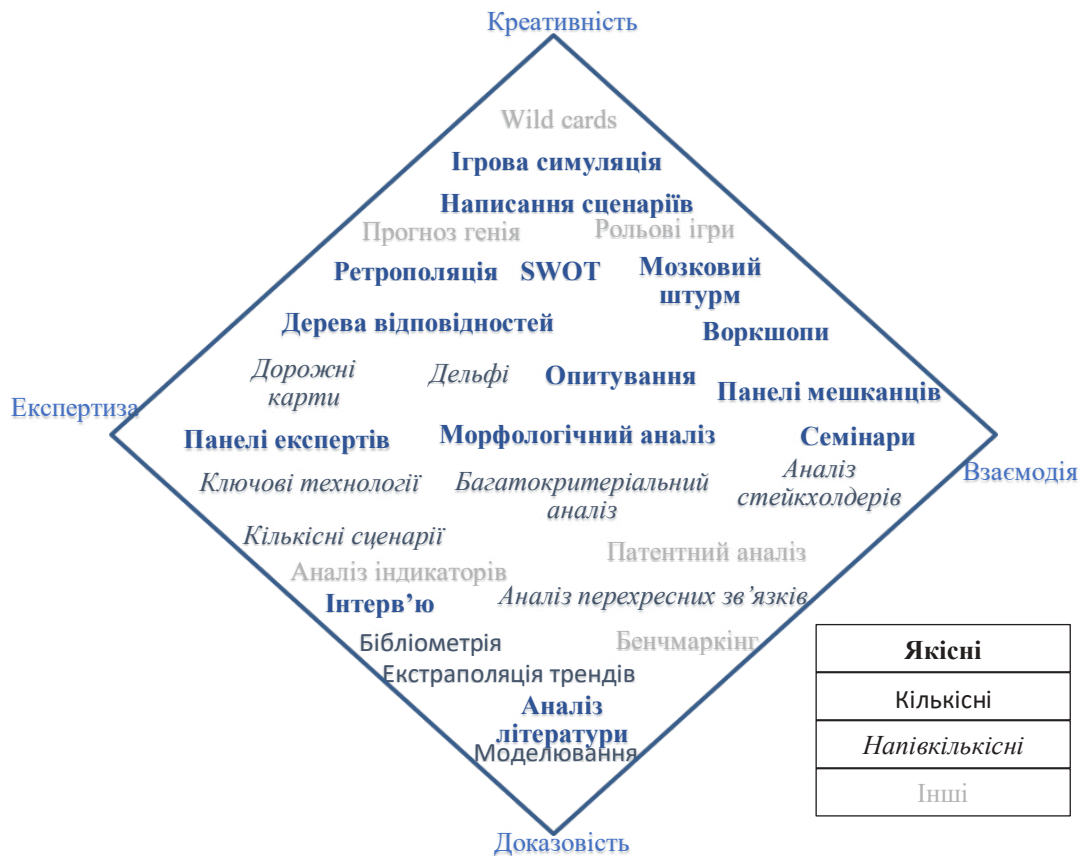 Креативність
Wild cards
Ігрова симуляція
Написання сценаріїв
Прогноз генія
Рольові ігри
Ретрополяція
SWOT
Мозковий
штурм
Дерева відповідностей
Воркшопи
Дорожні
карти
Дельфі
Опитування
Панелі мешканців
Експертиза
Панелі експертів
Морфологічний аналіз
Семінари
Взаємодія
Ключові технології
Багатокритеріальний
аналіз
Аналіз
стейкхолдерів
Кількісні сценарії
Патентний аналіз
Аналіз індикаторів
Інтерв’ю
Аналіз перехресних зв’язків
Бібліометрія
Бенчмаркінг
Екстраполяція трендів
Аналіз
літератури
Моделювання
Доказовість
Якісні
Кількісні
Напівкількісні
Інші